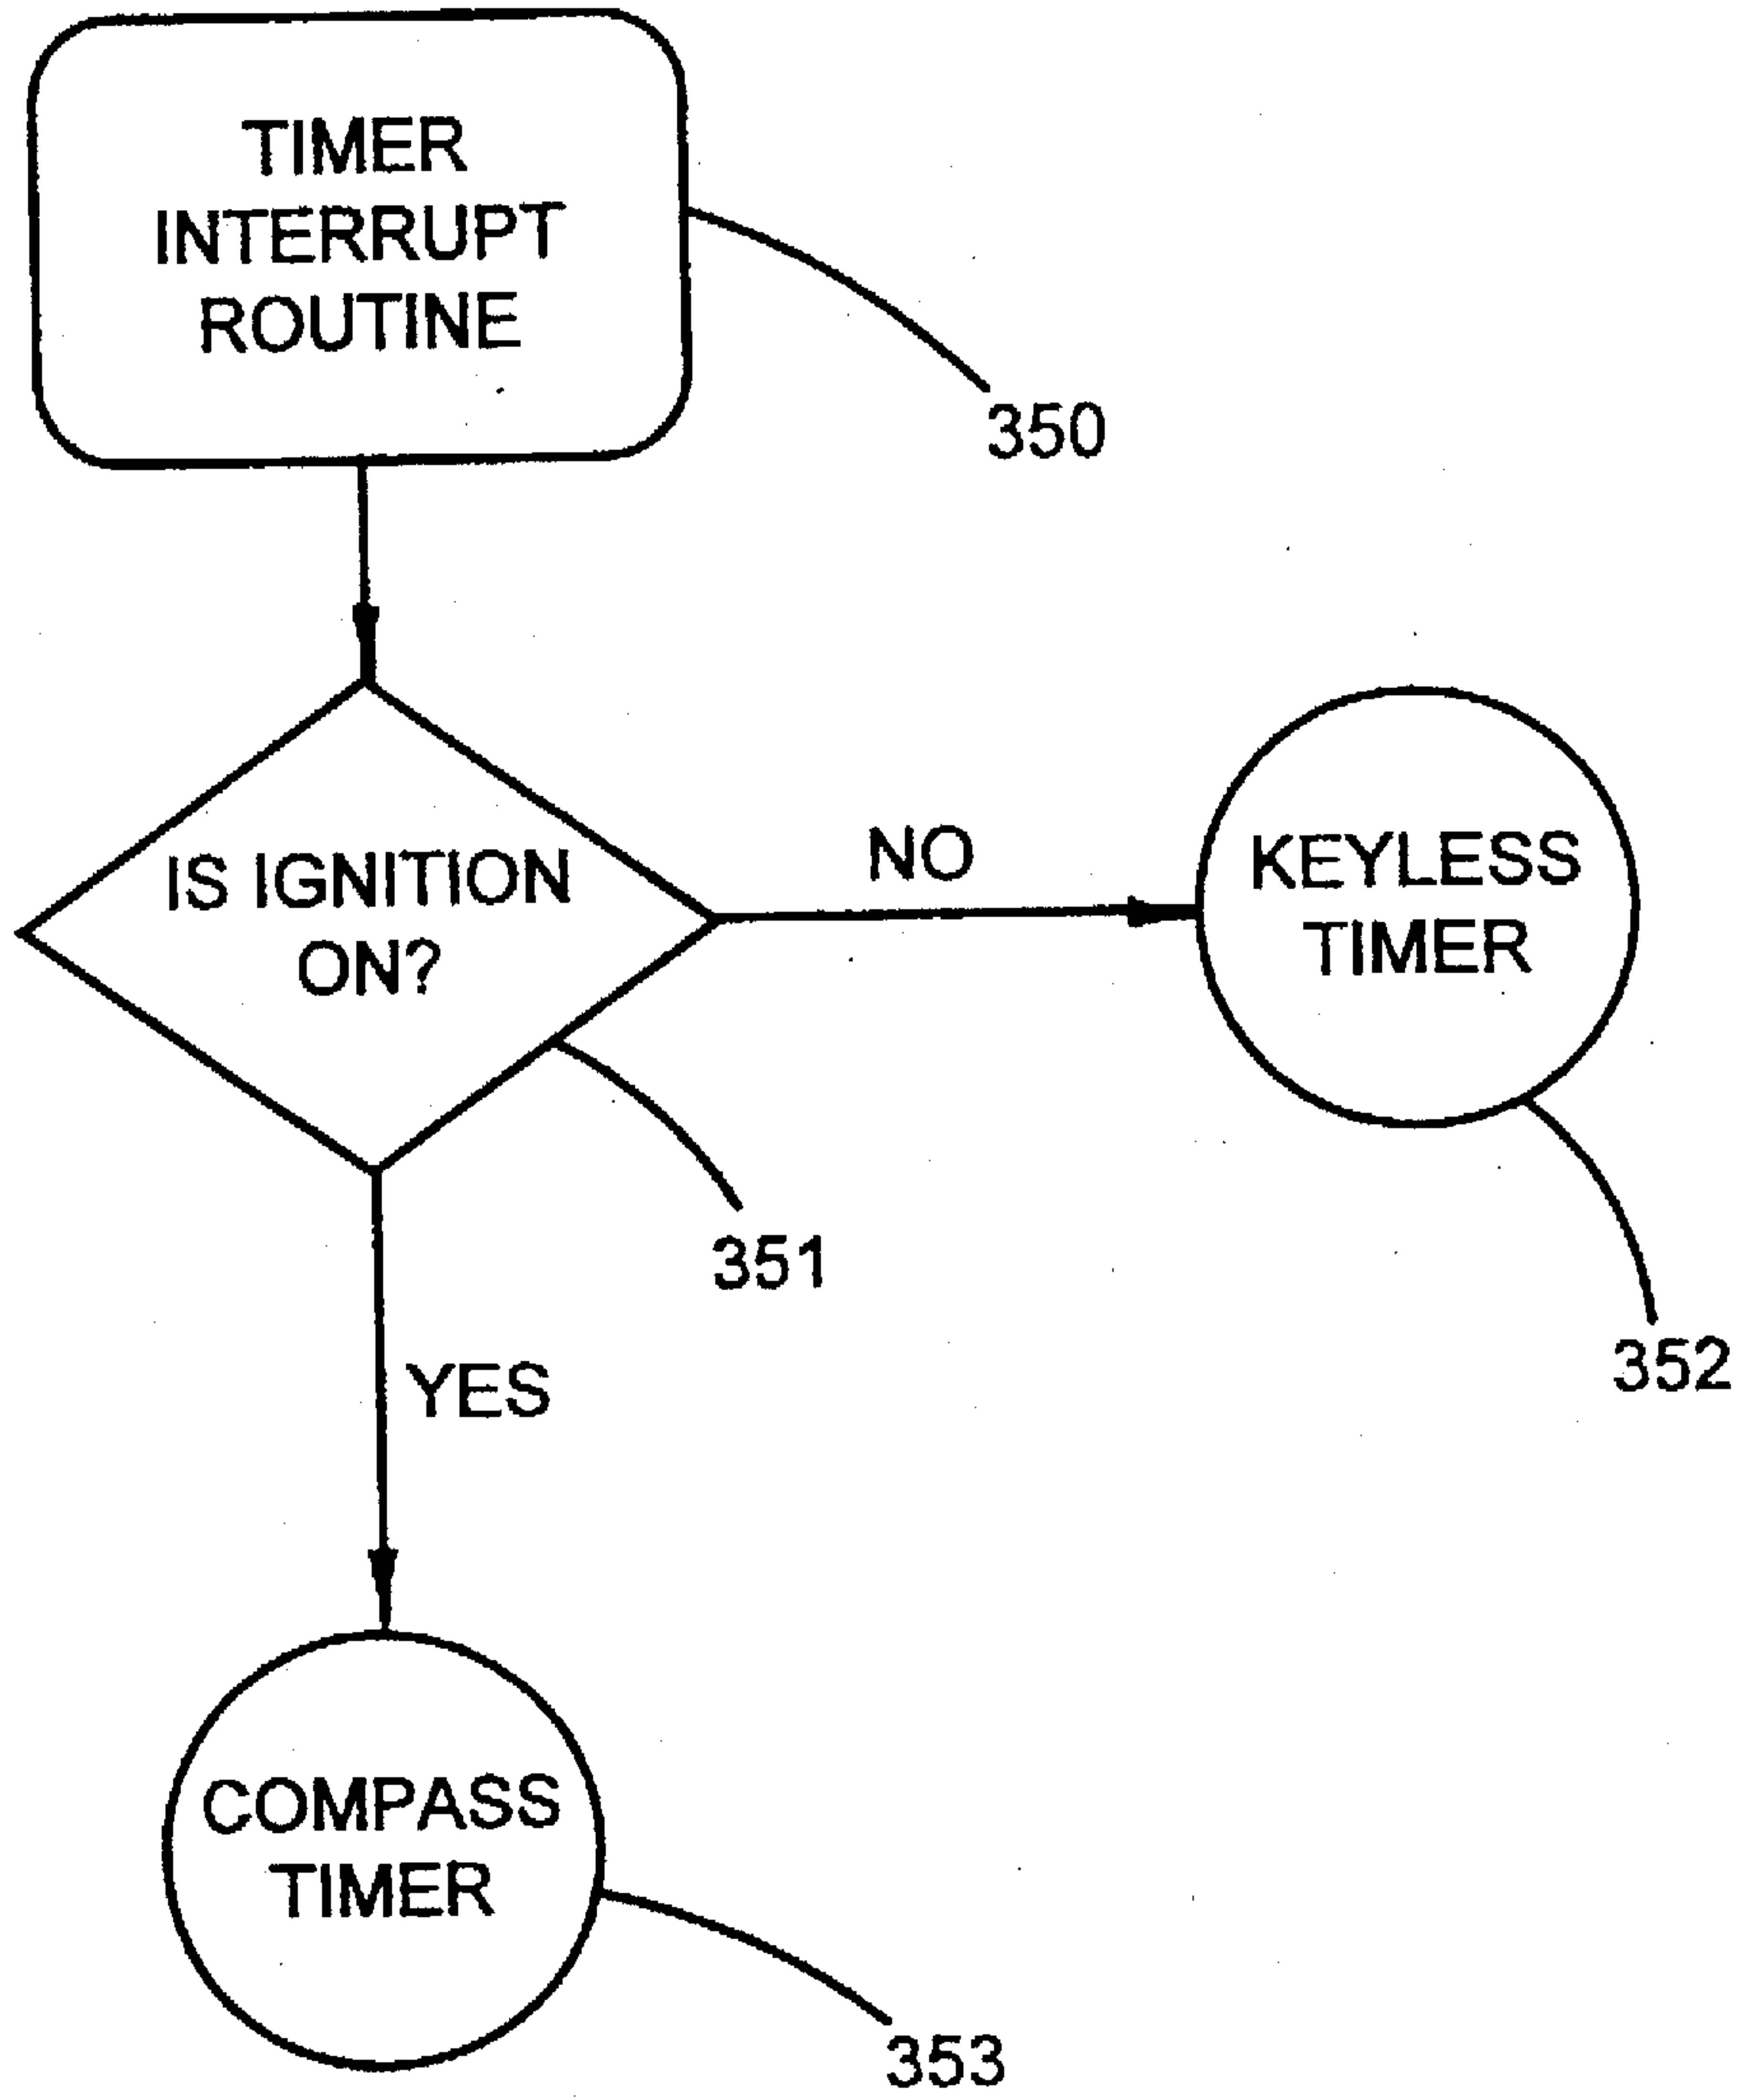 TIMER
INTERRUPT
ROUTINE
350
IS IGNITION
ON?
NO
KEYLESS
TIMER
351
352
YES
COMPASS
TIMER
353